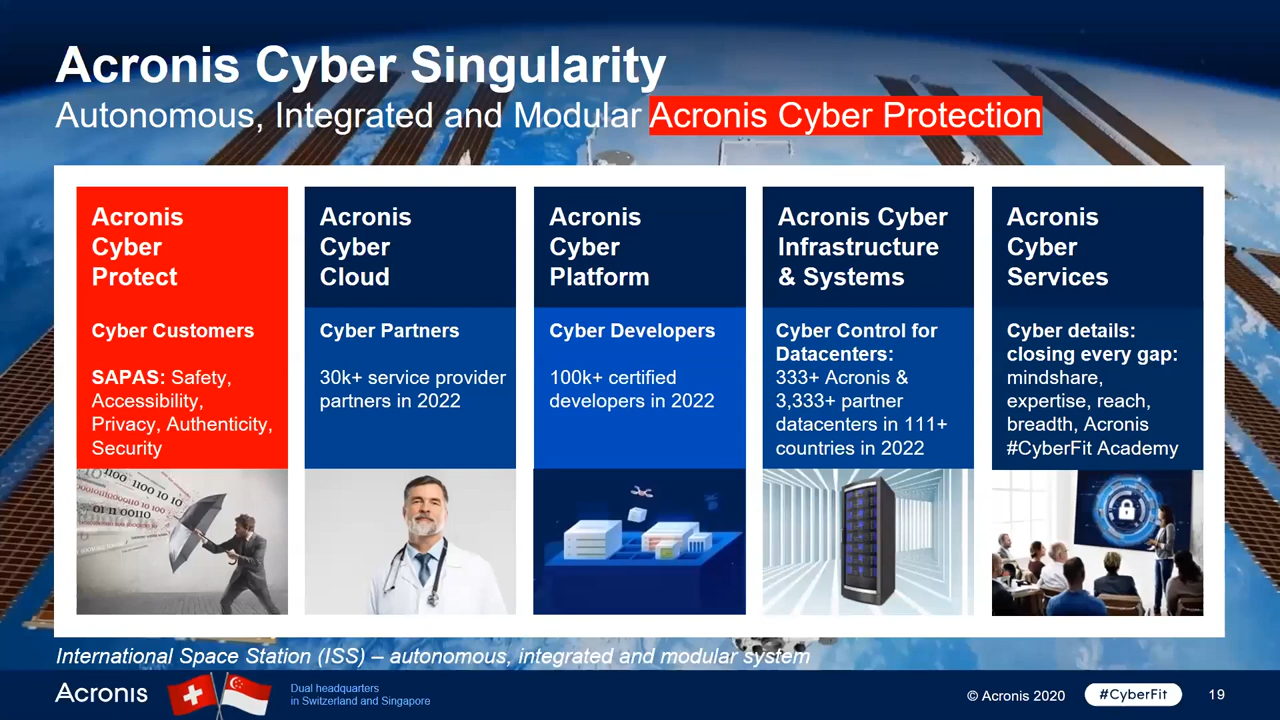 Acronis Cyber Singularity
Autonomous, Integrated and Modular Acronis Cyber Protection
Acronis
Cyber
Protect
Cyber Customers
SAPAS: Safety,
Accessibility,
Privacy, Authenticity,
Security
Acronis
Cyber
Cloud
Cyber Partners
30k+ service provider
partners in 2022
Acronis
Cyber
Platform
Cyber Developers
100k+ certified
developers in 2022
Acronis Cyber
Infrastructure
& Systems
Cyber Control for
Datacenters:
333+ Acronis &
3,333+ partner
datacenters in 111+
countries in 2022
Acronis
Cyber
Services
Cyber details:
closing every gap:
mindshare,
expertise, reach,
breadth, Acronis
#CyberFit Academy
International Space Station (ISS) – autonomous, integrated and modular system
Acronis
Dual headquarters
in Switzerland and Singapore
© Acronis 2020
#CyberFit
19